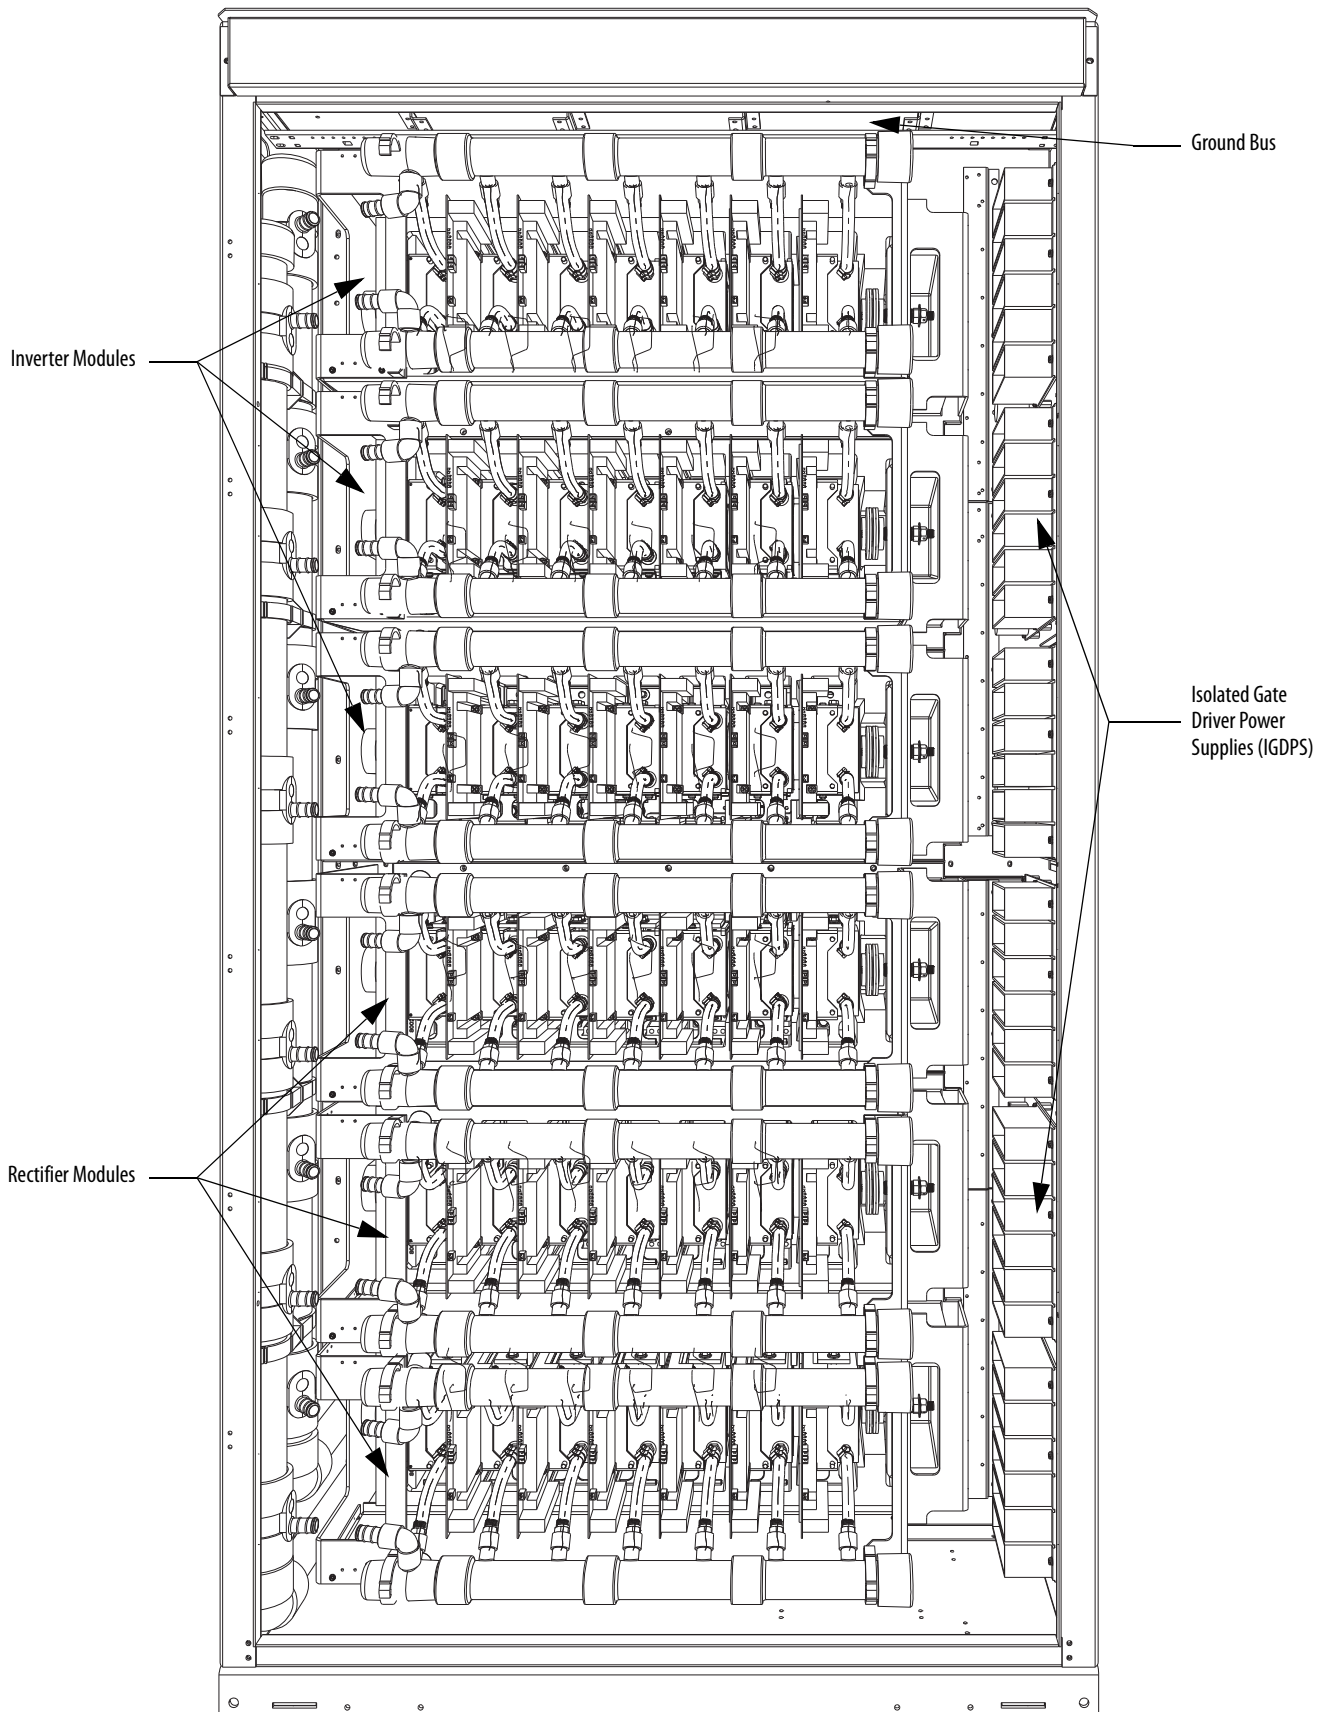 Ground Bus
Inverter Modules
Isolated Gate
Driver Power
Supplies (IGDPS)
Rectifier Modules